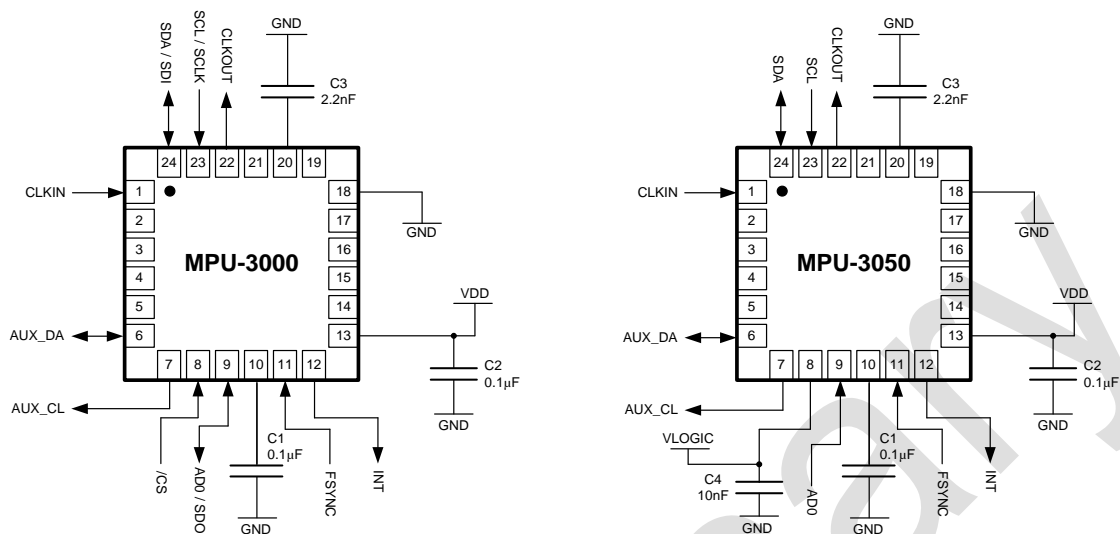 GND
SDA / SDI
SCL / SCLK
CLKOUT
C3
2.2nF
24 23 22 21 20 19
CLKIN
1 18
2 17
GND
3 16
MPU-3000
4 15
5 14
VDD
AUX_DA
6 13
7 8 9 10 11 12
C2
0.1µF
AUX_CL
GND
/CS
AD0 / SDO
C1
0.1µF
FSYNC
INT
GND
GND
SDA
SCL
CLKOUT
C3
2.2nF
24 23 22 21 20 19
CLKIN
1 18
2 17
GND
3 16
MPU-3050
4 15
5 14
VDD
AUX_DA
6 13
7 8 9 10 11 12
C2
0.1µF
AUX_CL
GND
VLOGIC
C4
10nF
AD0
C1
0.1µF
FSYNC
INT
GND
GND
ary